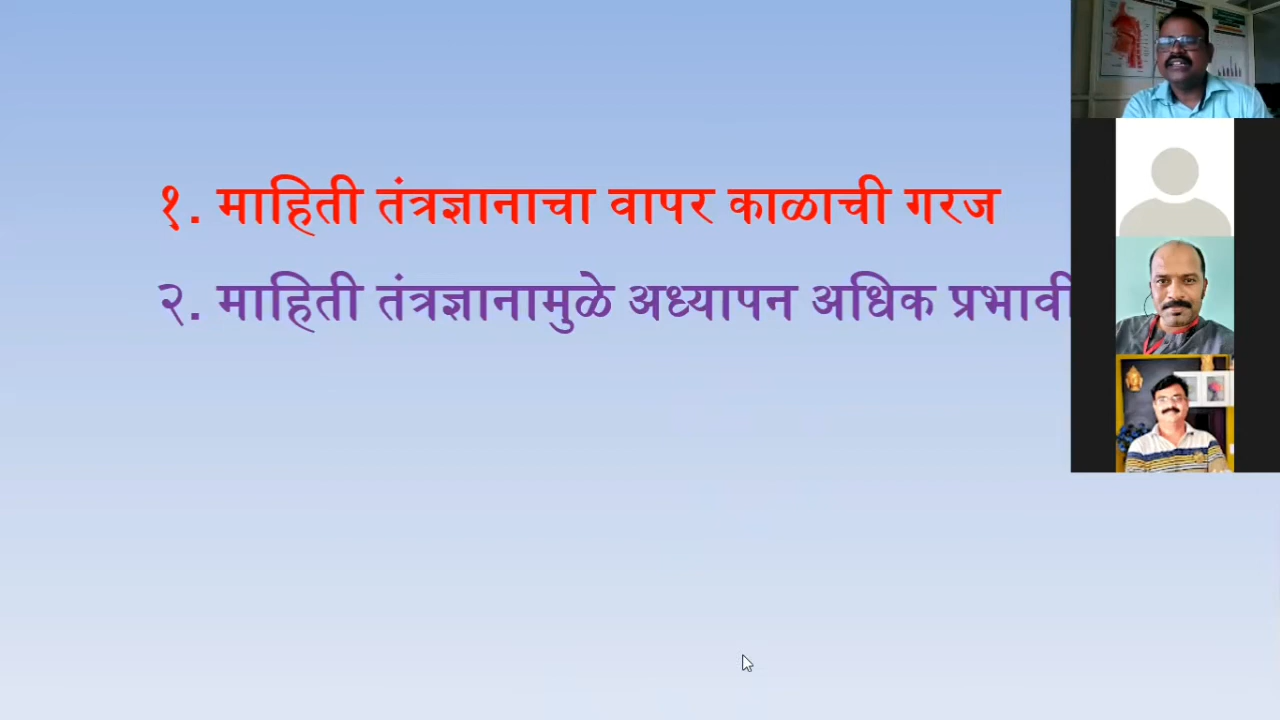 १. माहिती तंत्रज्ञानाचा वापर काळाची गरज
२. माहिती तंत्रज्ञानामुळे अध्यापन अधिक प्रभावी